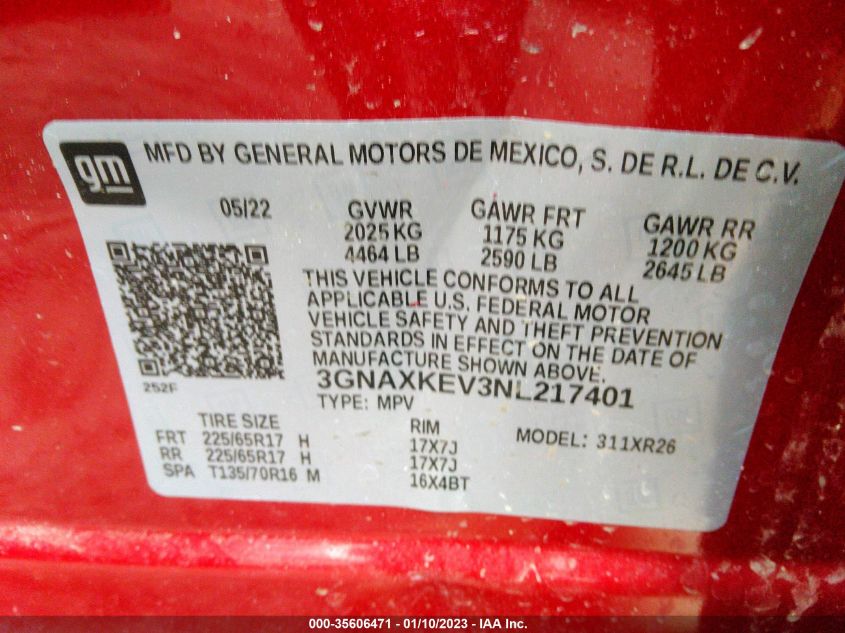 gm
MFD BY GENERAL MOTORS DE MEXICO, S. DE R.L. DE C.V.
05/22 GVWR GAWR FRT GAWR RR
2025 KG 1175 KG 1200 KG
4464 LB 2590 LB 2645 LB
THIS VEHICLE CONFORMS TO ALL
APPLICABLE U.S. FEDERAL MOTOR
VEHICLE SAFETY AND THEFT PREVENTION
STANDARDS IN EFFECT ON THE DATE OF
MANUFACTURE SHOWN ABOVE.
252F
3GNAXKEV3NL217401
TYPE: MPV
TIRE SIZE RIM MODEL: 311XR26
FRT 225/65R17 H 17X7J
RR 225/65R17 H 17X7J
SPA T135/70R16 M 16X4BT
000-35606471 - 01/10/2023 - IAA Inc.